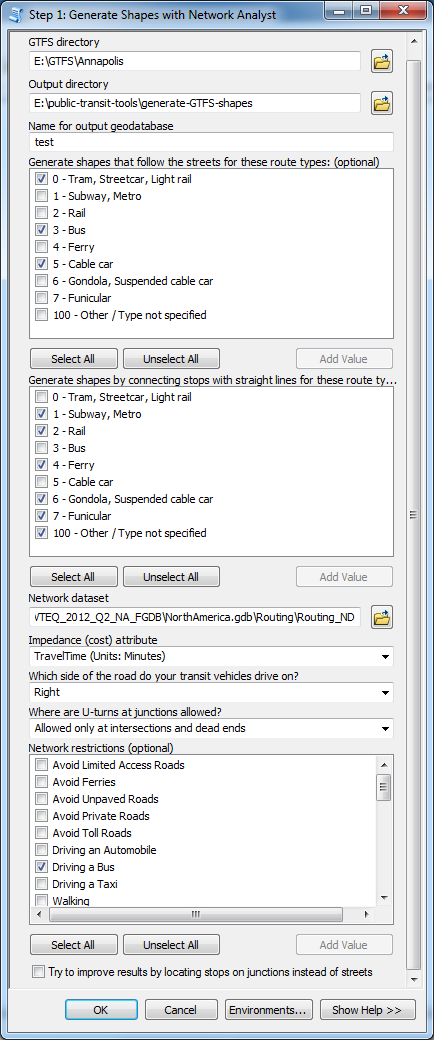 Step 1: Generate Shapes with Network Analyst
GTFS directory
E:\GTFS\Annapolis
Output directory
E:\public-transit-tools\generate-GTFS-shapes
Name for output geodatabase
test
Generate shapes that follow the streets for these route types: (optional)
0 - Tram, Streetcar, Light rail
1 - Subway, Metro
2 - Rail
3 - Bus
4 - Ferry
5 - Cable car
6 - Gondola, Suspended cable car
7 - Funicular
100 - Other / Type not specified
Select All Unselect All Add Value
Generate shapes by connecting stops with straight lines for these route ty...
0 - Tram, Streetcar, Light rail
1 - Subway, Metro
2 - Rail
3 - Bus
4 - Ferry
5 - Cable car
6 - Gondola, Suspended cable car
7 - Funicular
100 - Other / Type not specified
Select All Unselect All Add Value
Network dataset
VTEQ_2012_Q2_NA_FGDB\NorthAmerica.gdb\Routing\Routing_ND
Impedance (cost) attribute
TravelTime (Units: Minutes)
Which side of the road do your transit vehicles drive on?
Right
Where are U-turns at junctions allowed?
Allowed only at intersections and dead ends
Network restrictions (optional)
Avoid Limited Access Roads
Avoid Ferries
Avoid Unpaved Roads
Avoid Private Roads
Avoid Toll Roads
Driving an Automobile
Driving a Bus
Driving a Taxi
Walking
Select All Unselect All Add Value
Try to improve results by locating stops on junctions instead of streets
OK Cancel Environments... Show Help >>